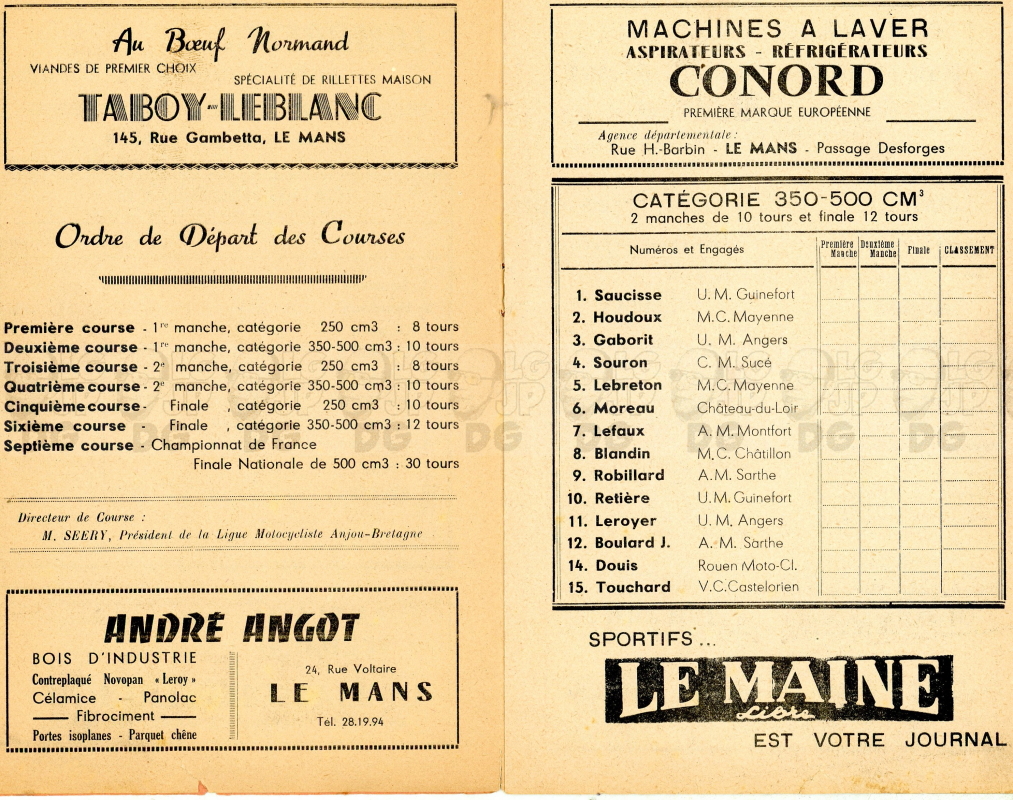 Au Bœuf Normand
VIANDES DE PREMIER CHOIX
SPÉCIALITÉ DE RILLETTES MAISON
TABOY-LEBLANC
145, Rue Gambetta, LE MANS
Ordre de Départ des Courses
Première course - 1re manche, catégorie 250 cm3 : 8 tours
Deuxième course - 1re manche, catégorie 350-500 cm3 : 10 tours
Troisième course - 2e manche, catégorie 250 cm3 : 8 tours
Quatrième course - 2e manche, catégorie 350-500 cm3 : 10 tours
Cinquième course - Finale , catégorie 250 cm3 : 10 tours
Sixième course - Finale , catégorie 350-500 cm3 : 12 tours
Septième course - Championnat de France
Finale Nationale de 500 cm3 : 30 tours
Directeur de Course :
M. SEERY, Président de la Ligue Motocycliste Anjou-Bretagne
ANDRÉ ANGOT
BOIS D'INDUSTRIE
Contreplaqué Novopan « Leroy »
Célamice - Panolac
Fibrociment
Portes isoplanes - Parquet chêne
24, Rue Voltaire
LE MANS
Tél. 28.19.94
MACHINES A LAVER
ASPIRATEURS - RÉFRIGÉRATEURS
CONORD
PREMIÈRE MARQUE EUROPÉENNE
Agence départementale :
Rue H.-Barbin - LE MANS - Passage Desforges
CATÉGORIE 350-500 CM3
2 manches de 10 tours et finale 12 tours
Numéros et Engagés Première Manche Deuxième Manche Finale CLASSEMENT
1. Saucisse U. M. Guinefort
2. Houdoux M.C. Mayenne
3. Gaborit U. M. Angers
4. Souron C. M. Sucé
5. Lebreton M.C. Mayenne
6. Moreau Château-du-Loir
7. Lefaux A. M. Montfort
8. Blandin M.C. Châtillon
9. Robillard A.M. Sarthe
10. Retière U.M. Guinefort
11. Leroyer U. M. Angers
12. Boulard J. A. M. Sarthe
14. Douis Rouen Moto-Cl.
15. Touchard V.C.Castelorien
SPORTIFS...
LE MAINE
Libre
EST VOTRE JOURNAL